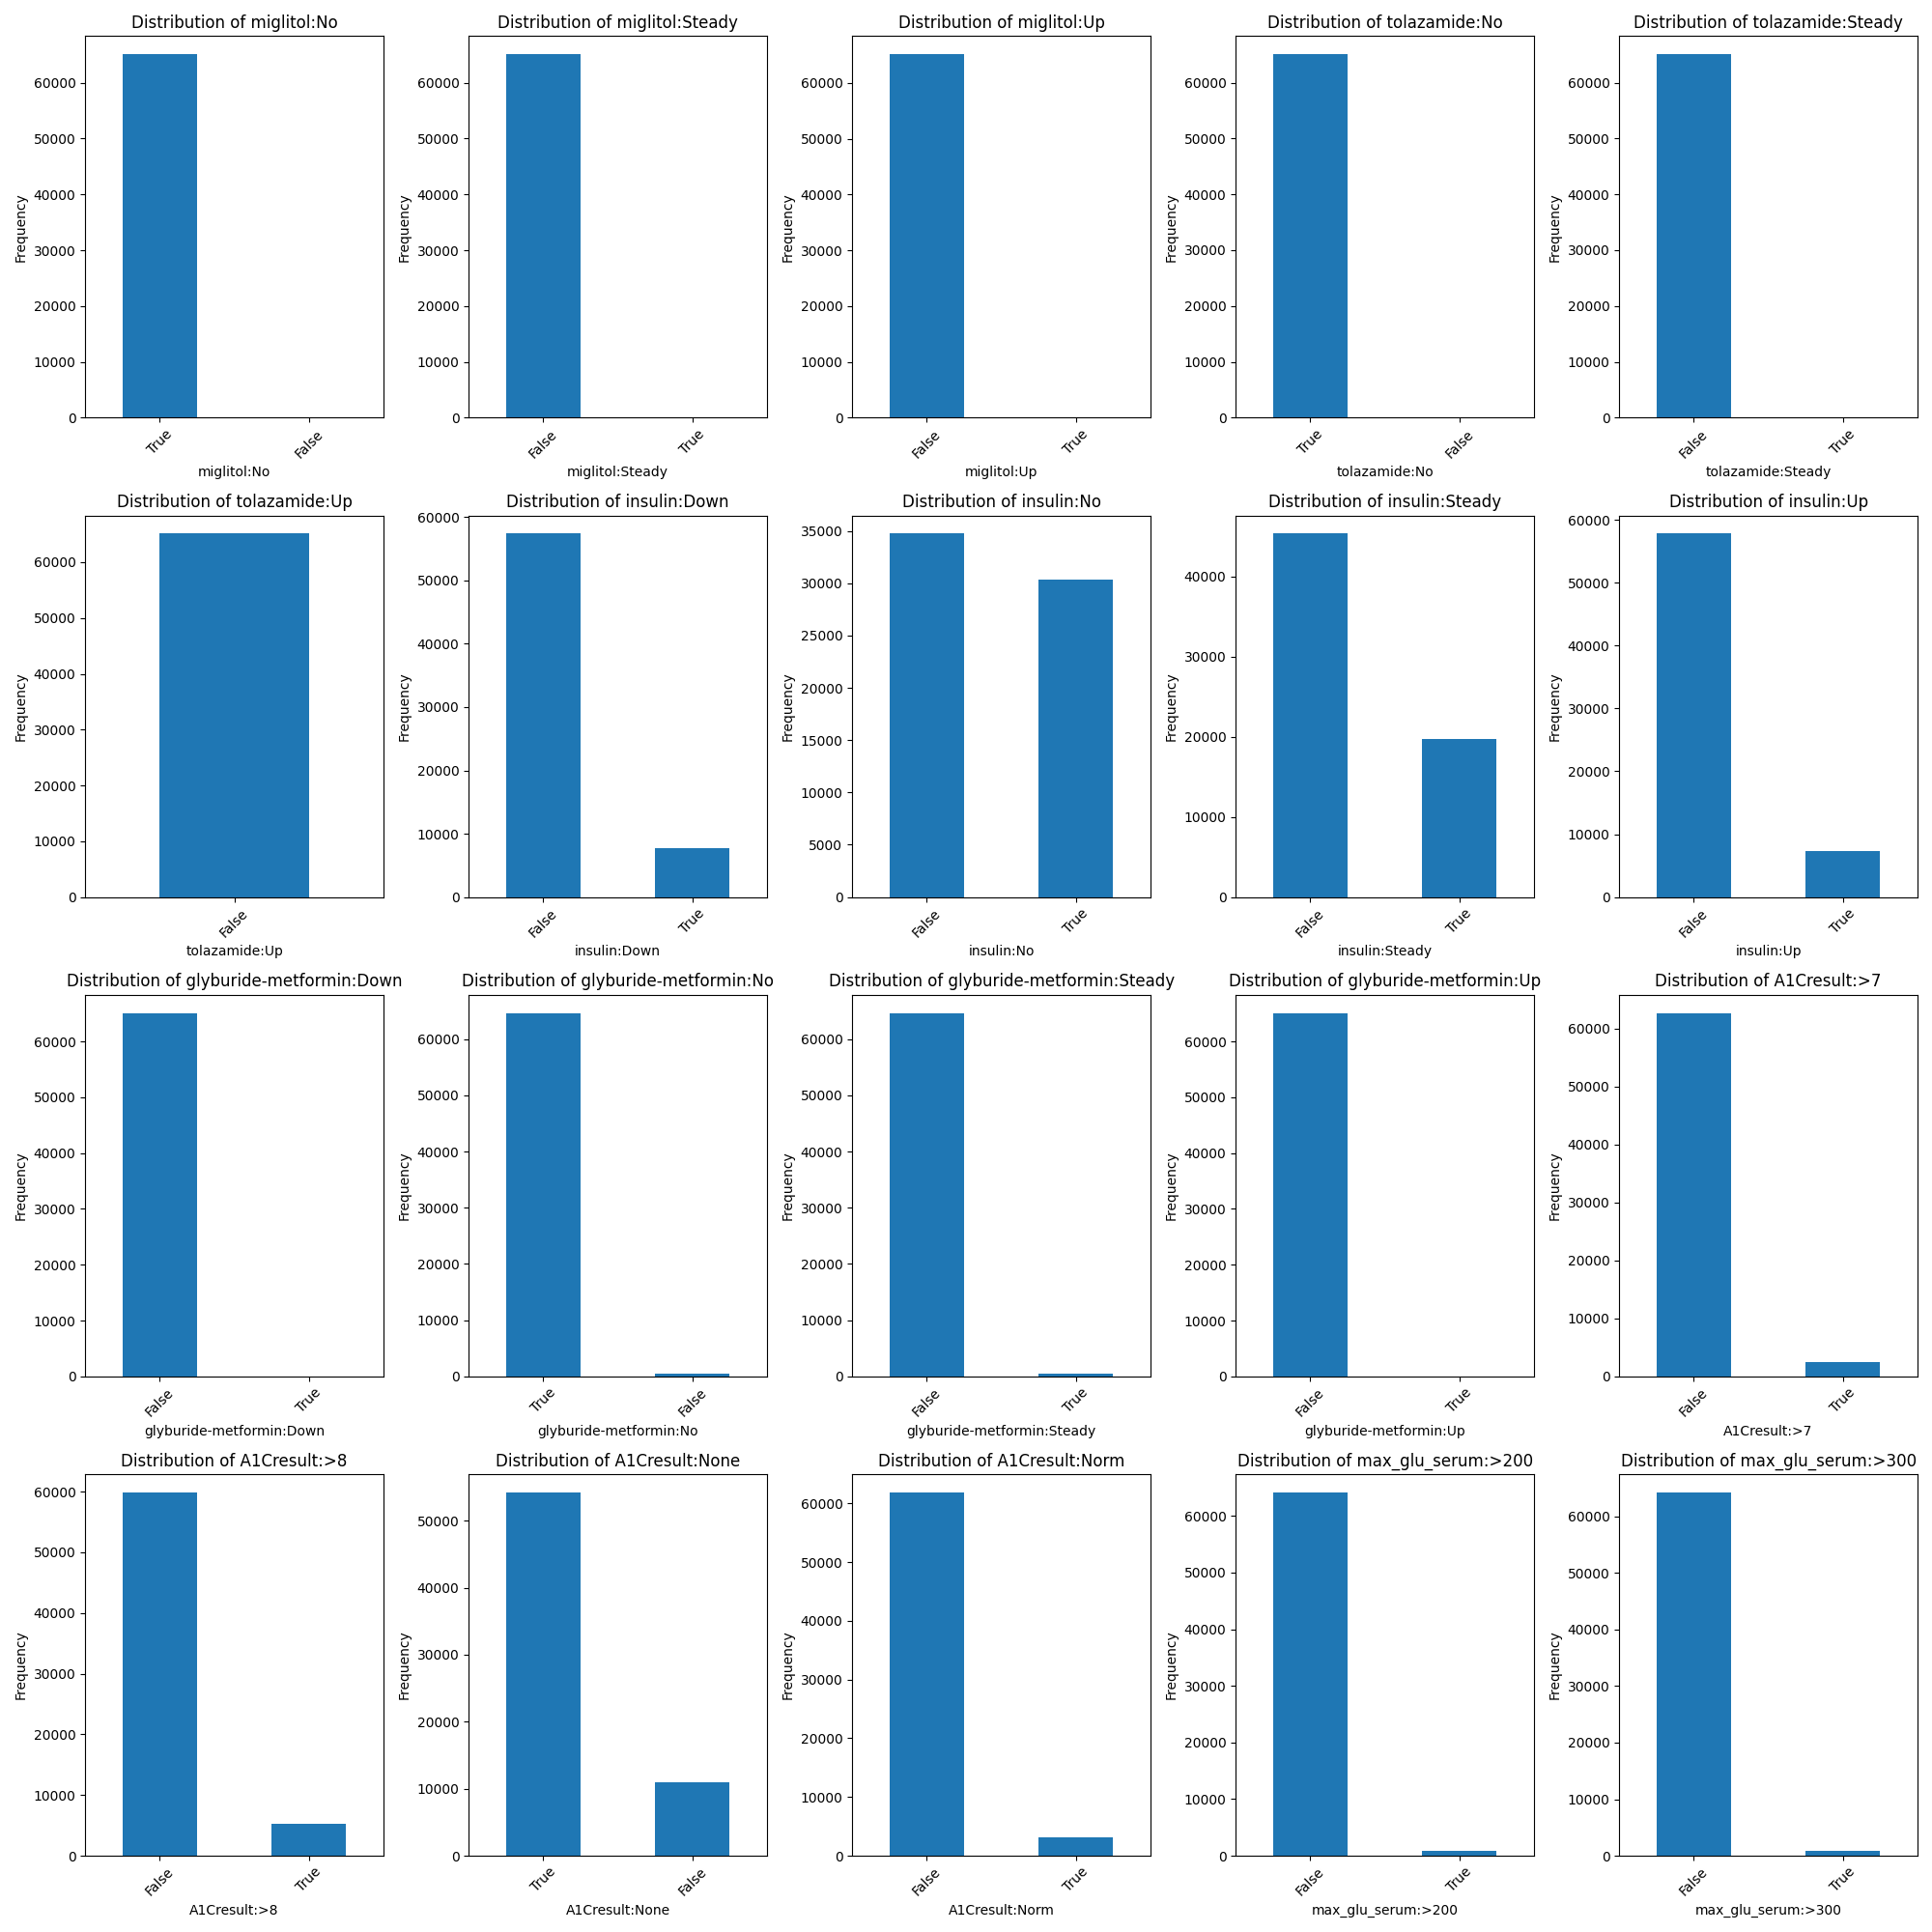 Distribution of miglitol:No
Frequency
0
10000
20000
30000
40000
50000
60000
True
False
miglitol:No
Distribution of miglitol:Steady
Frequency
0
10000
20000
30000
40000
50000
60000
False
True
miglitol:Steady
Distribution of miglitol:Up
Frequency
0
10000
20000
30000
40000
50000
60000
False
True
miglitol:Up
Distribution of tolazamide:No
Frequency
0
10000
20000
30000
40000
50000
60000
True
False
tolazamide:No
Distribution of tolazamide:Steady
Frequency
0
10000
20000
30000
40000
50000
60000
False
True
tolazamide:Steady
Distribution of tolazamide:Up
Frequency
0
10000
20000
30000
40000
50000
60000
False
tolazamide:Up
Distribution of insulin:Down
Frequency
0
10000
20000
30000
40000
50000
60000
False
True
insulin:Down
Distribution of insulin:No
Frequency
0
5000
10000
15000
20000
25000
30000
35000
False
True
insulin:No
Distribution of insulin:Steady
Frequency
0
10000
20000
30000
40000
False
True
insulin:Steady
Distribution of insulin:Up
Frequency
0
10000
20000
30000
40000
50000
60000
False
True
insulin:Up
Distribution of glyburide-metformin:Down
Frequency
0
10000
20000
30000
40000
50000
60000
False
True
glyburide-metformin:Down
Distribution of glyburide-metformin:No
Frequency
0
10000
20000
30000
40000
50000
60000
True
False
glyburide-metformin:No
Distribution of glyburide-metformin:Steady
Frequency
0
10000
20000
30000
40000
50000
60000
False
True
glyburide-metformin:Steady
Distribution of glyburide-metformin:Up
Frequency
0
10000
20000
30000
40000
50000
60000
False
True
glyburide-metformin:Up
Distribution of A1Cresult:>7
Frequency
0
10000
20000
30000
40000
50000
60000
False
True
A1Cresult:>7
Distribution of A1Cresult:>8
Frequency
0
10000
20000
30000
40000
50000
60000
False
True
A1Cresult:>8
Distribution of A1Cresult:None
Frequency
0
10000
20000
30000
40000
50000
True
False
A1Cresult:None
Distribution of A1Cresult:Norm
Frequency
0
10000
20000
30000
40000
50000
60000
False
True
A1Cresult:Norm
Distribution of max_glu_serum:>200
Frequency
0
10000
20000
30000
40000
50000
60000
False
True
max_glu_serum:>200
Distribution of max_glu_serum:>300
Frequency
0
10000
20000
30000
40000
50000
60000
False
True
max_glu_serum:>300